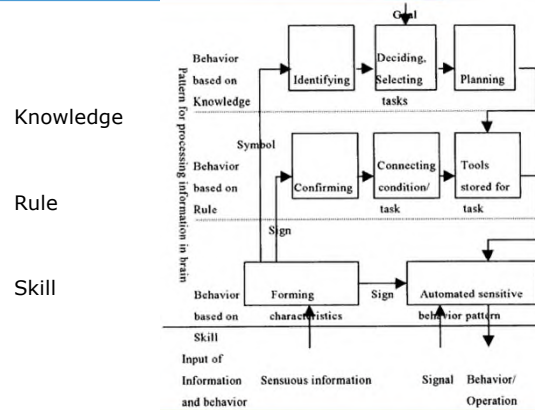 Goal
Behavior
based on
Knowledge
Identifying
Deciding,
Selecting
tasks
Planning
Knowledge
Symbol
Behavior
based on
Rule
Confirming
Connecting
condition/
task
Tools
stored for
task
Rule
Sign
Skill
Pattern for processing information in brain
Behavior
based on
Skill
Forming
characteristics
Sign
Automated sensitive
behavior pattern
Input of
Information
and behavior
Sensuous information
Signal
Behavior/
Operation